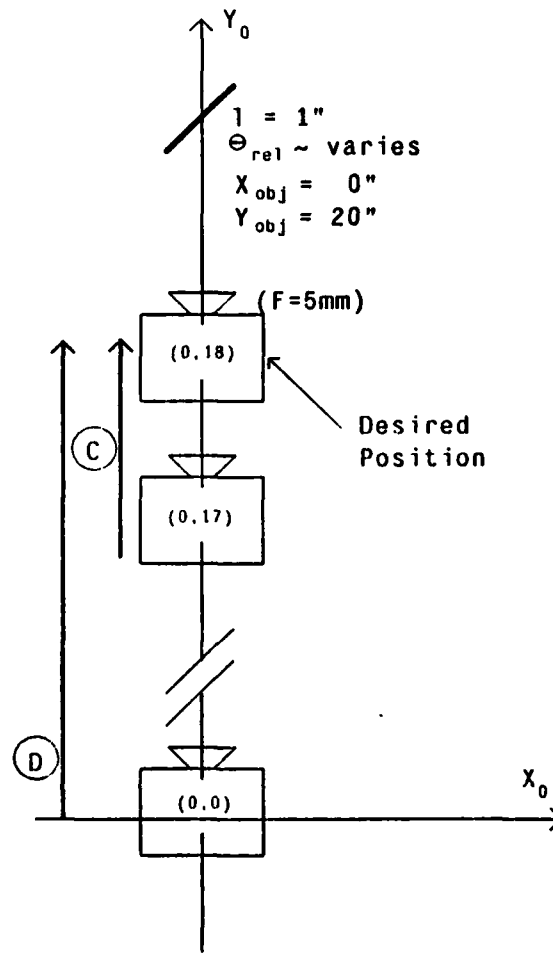 Y₀
l = 1"
Θrel ~ varies
Xobj = 0"
Yobj = 20"
(F=5mm)
(0,18)
Desired
Position
C
(0,17)
D
(0,0)
X₀